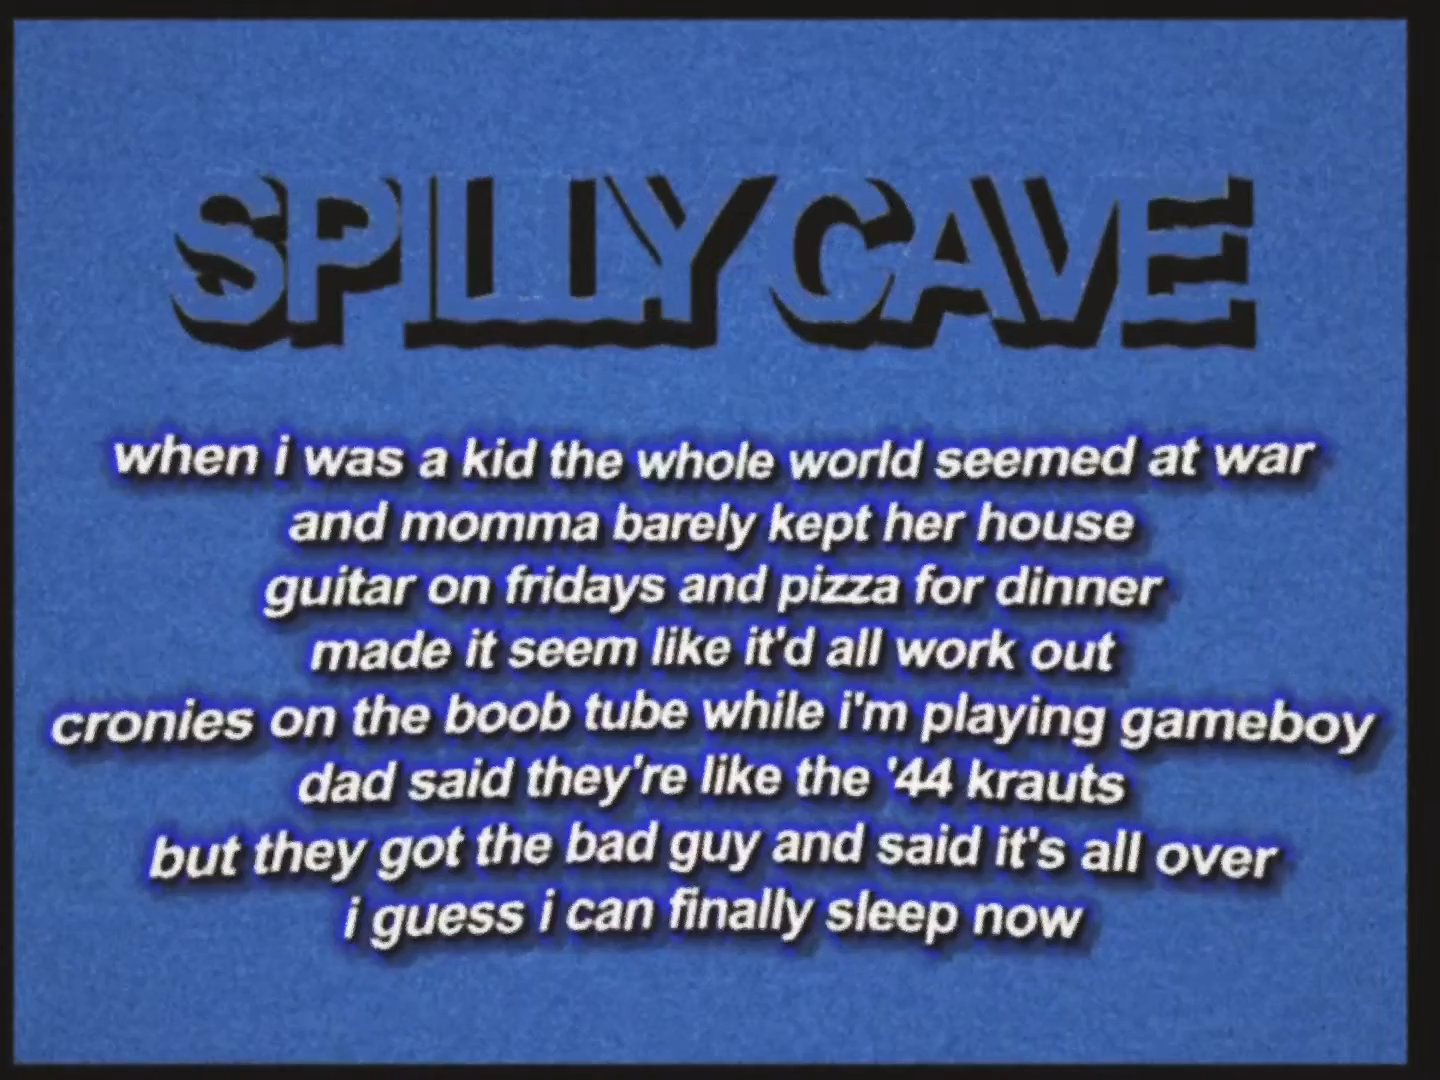 SPILLY CAVE
when i was a kid the whole world seemed at war
and momma barely kept her house
guitar on fridays and pizza for dinner
made it seem like it'd all work out
cronies on the boob tube while i'm playing gameboy
dad said they're like the '44 krauts
but they got the bad guy and said it's all over
i guess i can finally sleep now